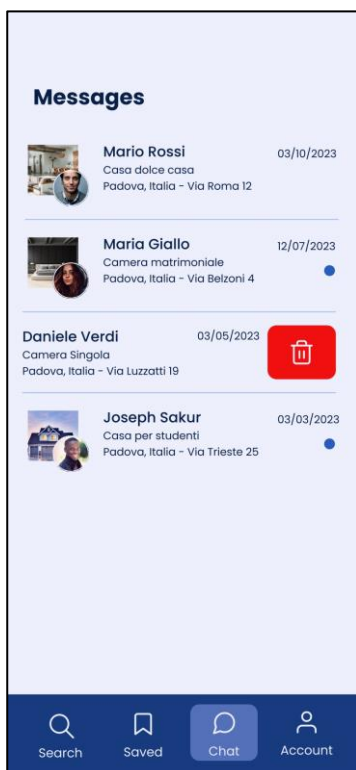 Messages
Mario Rossi 03/10/2023
Casa dolce casa
Padova, Italia - Via Roma 12
Maria Giallo 12/07/2023
Camera matrimoniale
Padova, Italia - Via Belzoni 4
Daniele Verdi 03/05/2023
Camera Singola
Padova, Italia - Via Luzzatti 19
Joseph Sakur 03/03/2023
Casa per studenti
Padova, Italia - Via Trieste 25
Search Saved Chat Account